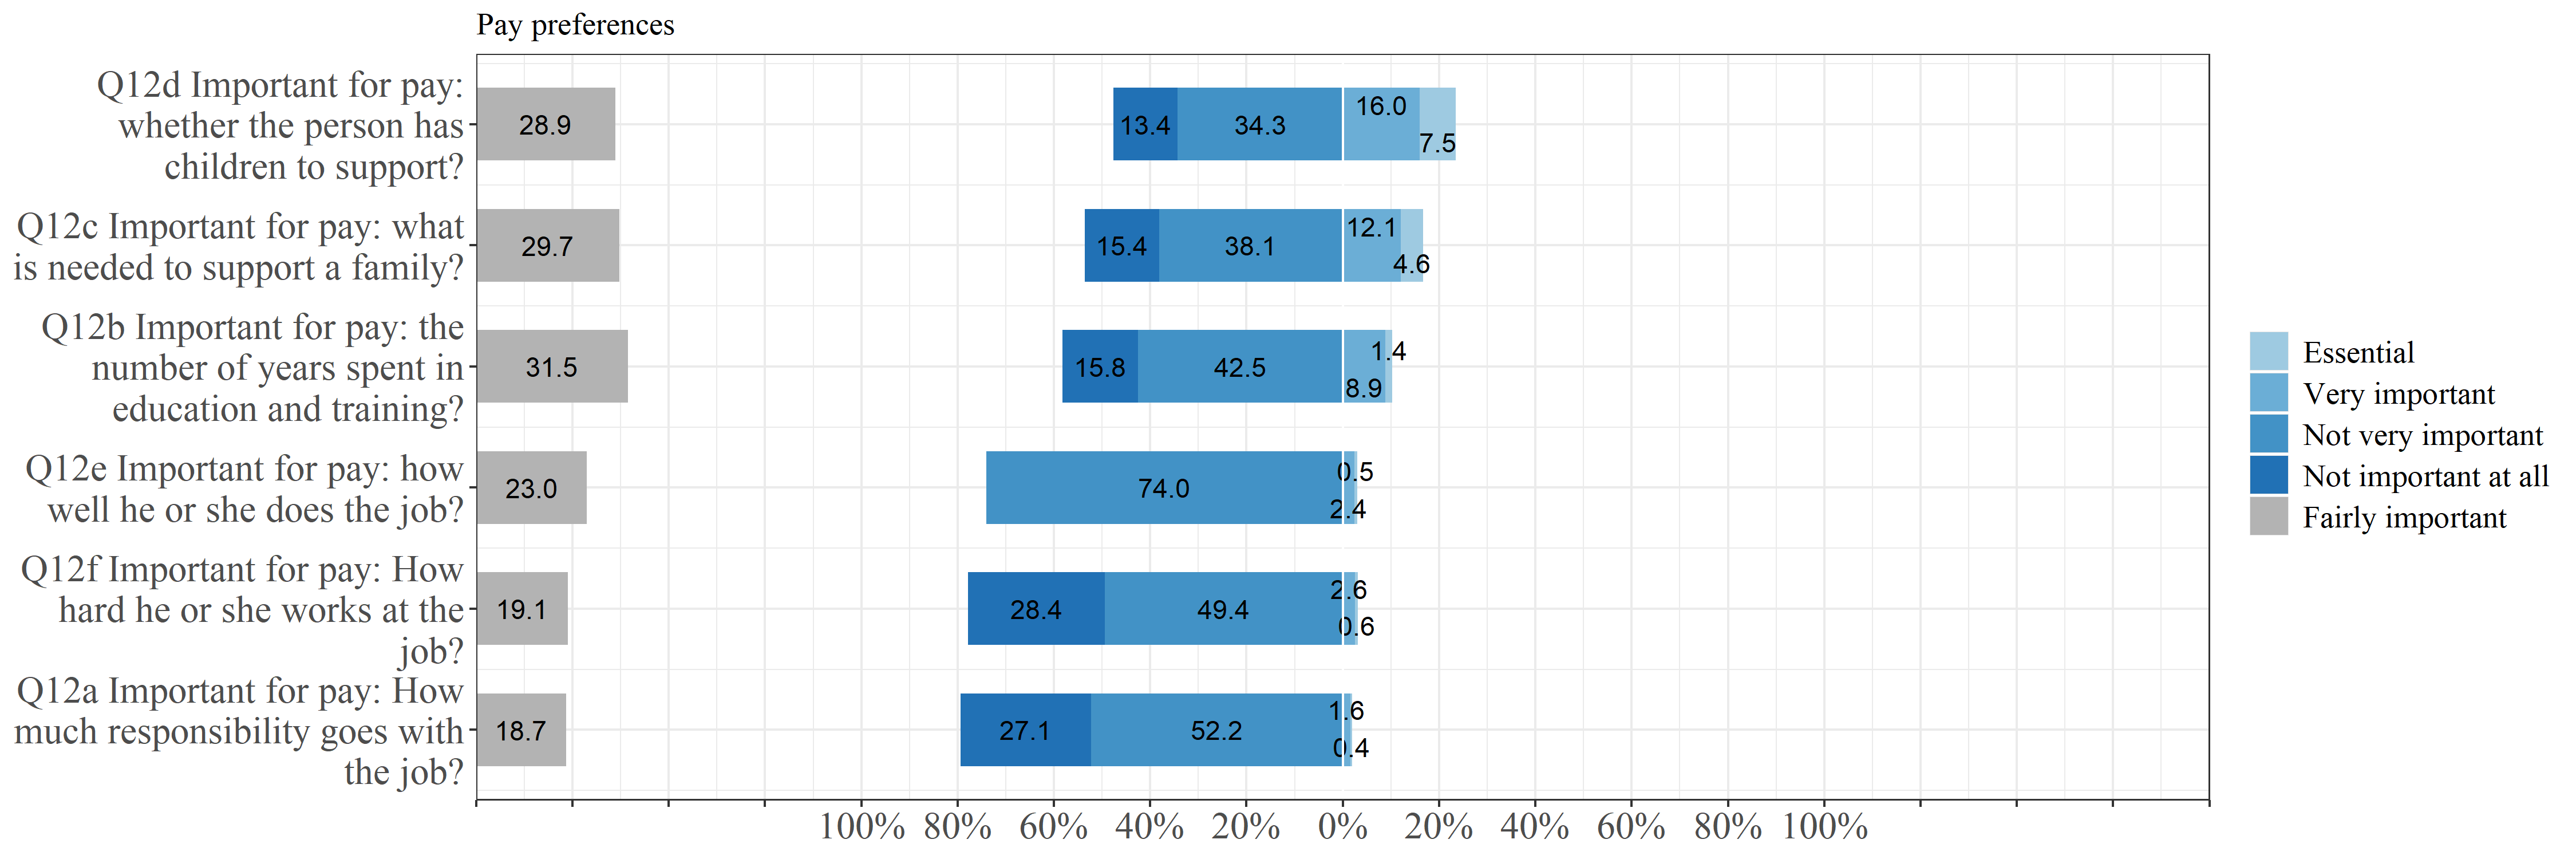 Pay preferences
Q12d Important for pay:
whether the person has
children to support?
28.9
13.4
34.3
16.0
7.5
Q12c Important for pay: what
is needed to support a family?
29.7
15.4
38.1
12.1
4.6
Q12b Important for pay: the
number of years spent in
education and training?
31.5
15.8
42.5
1.4
8.9
Q12e Important for pay: how
well he or she does the job?
23.0
74.0
0.5
2.4
Q12f Important for pay: How
hard he or she works at the
job?
19.1
28.4
49.4
2.6
0.6
Q12a Important for pay: How
much responsibility goes with
the job?
18.7
27.1
52.2
1.6
0.4
100% 80% 60% 40% 20% 0% 20% 40% 60% 80% 100%
Essential
Very important
Not very important
Not important at all
Fairly important